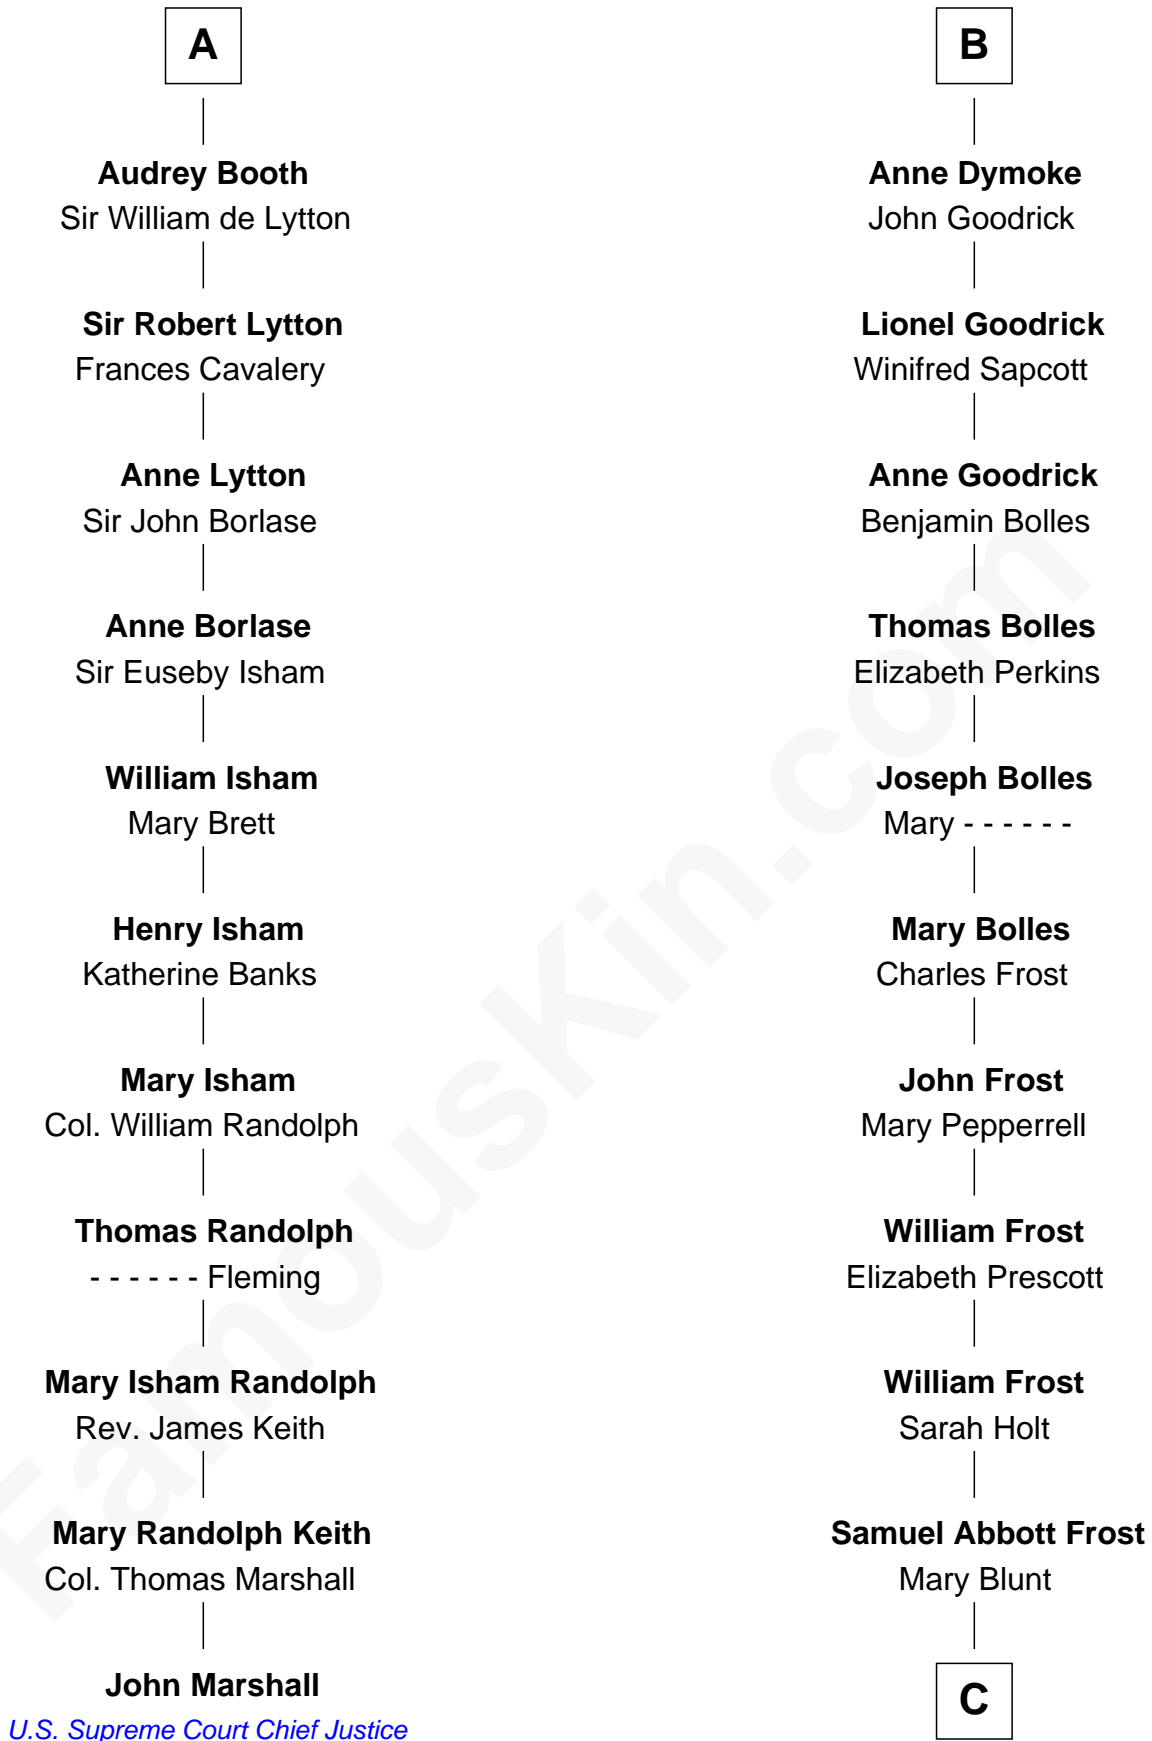 A
Audrey Booth
Sir William de Lytton
Sir Robert Lytton
Frances Cavalery
Anne Lytton
Sir John Borlase
Anne Borlase
Sir Euseby Isham
William Isham
Mary Brett
Henry Isham
Katherine Banks
Mary Isham
Col. William Randolph
Thomas Randolph
- - - - - - Fleming
Mary Isham Randolph
Rev. James Keith
Mary Randolph Keith
Col. Thomas Marshall
John Marshall
U.S. Supreme Court Chief Justice
B
Anne Dymoke
John Goodrick
Lionel Goodrick
Winifred Sapcott
Anne Goodrick
Benjamin Bolles
Thomas Bolles
Elizabeth Perkins
Joseph Bolles
Mary - - - - - -
Mary Bolles
Charles Frost
John Frost
Mary Pepperrell
William Frost
Elizabeth Prescott
William Frost
Sarah Holt
Samuel Abbott Frost
Mary Blunt
C
FamousKin.com